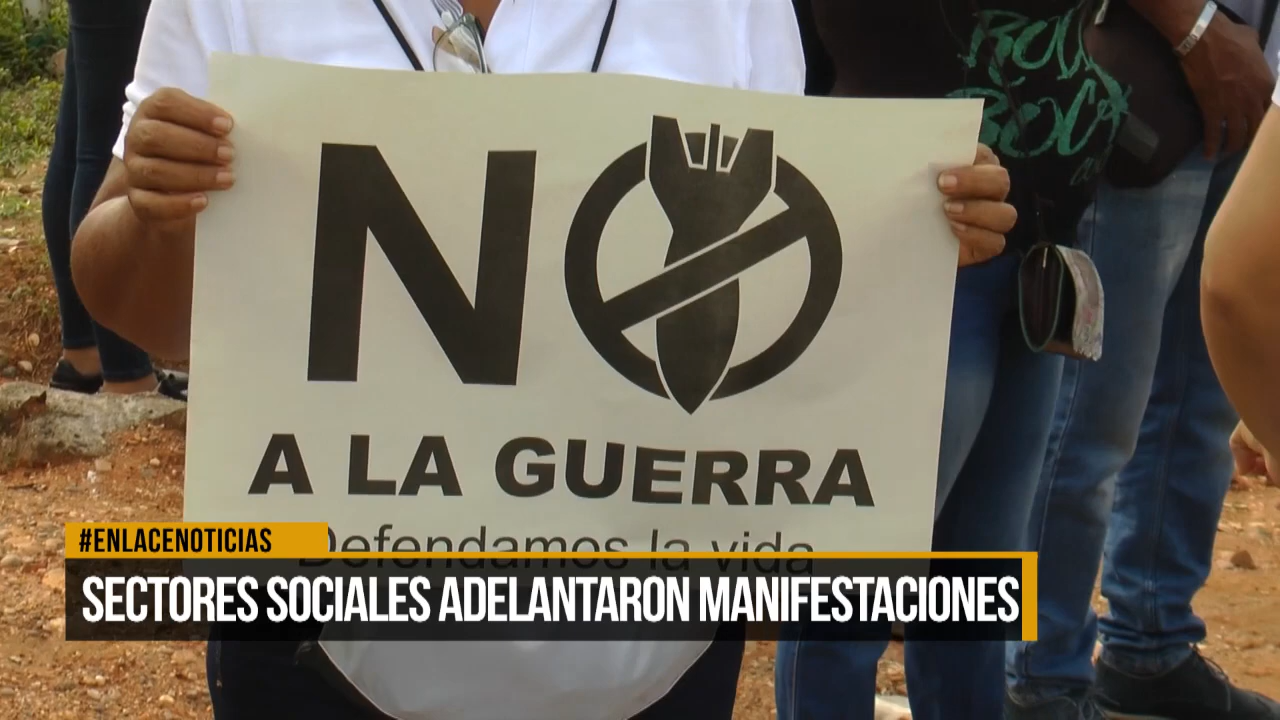 NO
A LA GUERRA
Defendamos la vida
#ENLACENOTICIAS
SECTORES SOCIALES ADELANTARON MANIFESTACIONES